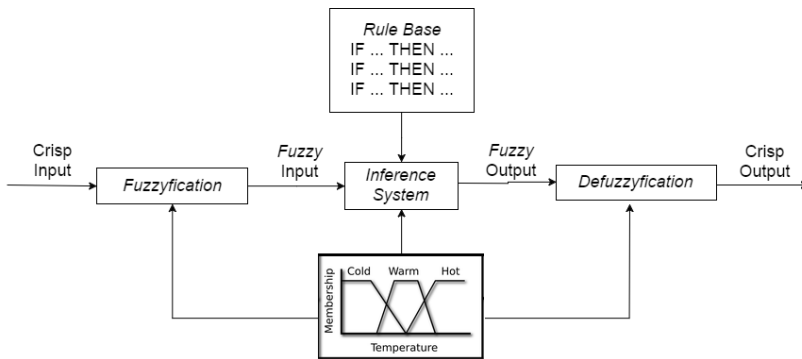 Rule Base
IF ... THEN ...
IF ... THEN ...
IF ... THEN ...
Crisp
Input
Fuzzyfication
Fuzzy
Input
Inference
System
Fuzzy
Output
Defuzzyfication
Crisp
Output
Membership
Cold Warm Hot
Temperature